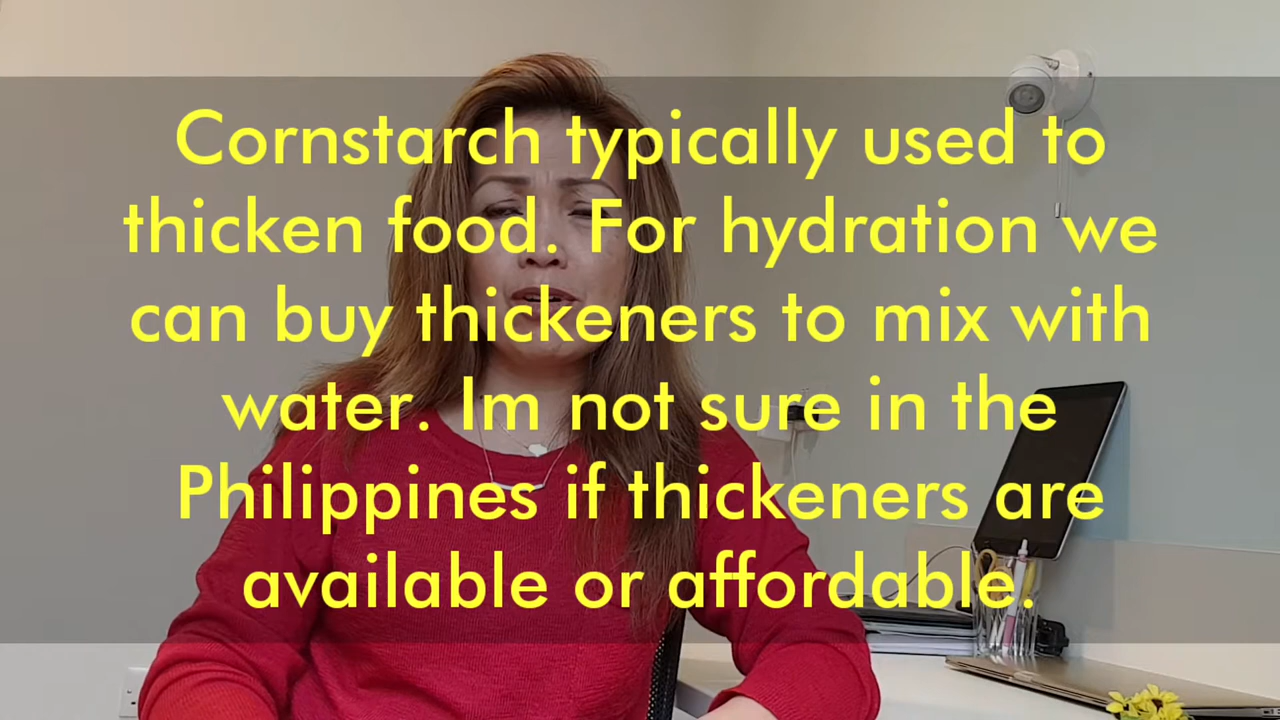 Cornstarch typically used to
thicken food. For hydration we
can buy thickeners to mix with
water. Im not sure in the
Philippines if thickeners are
available or affordable.